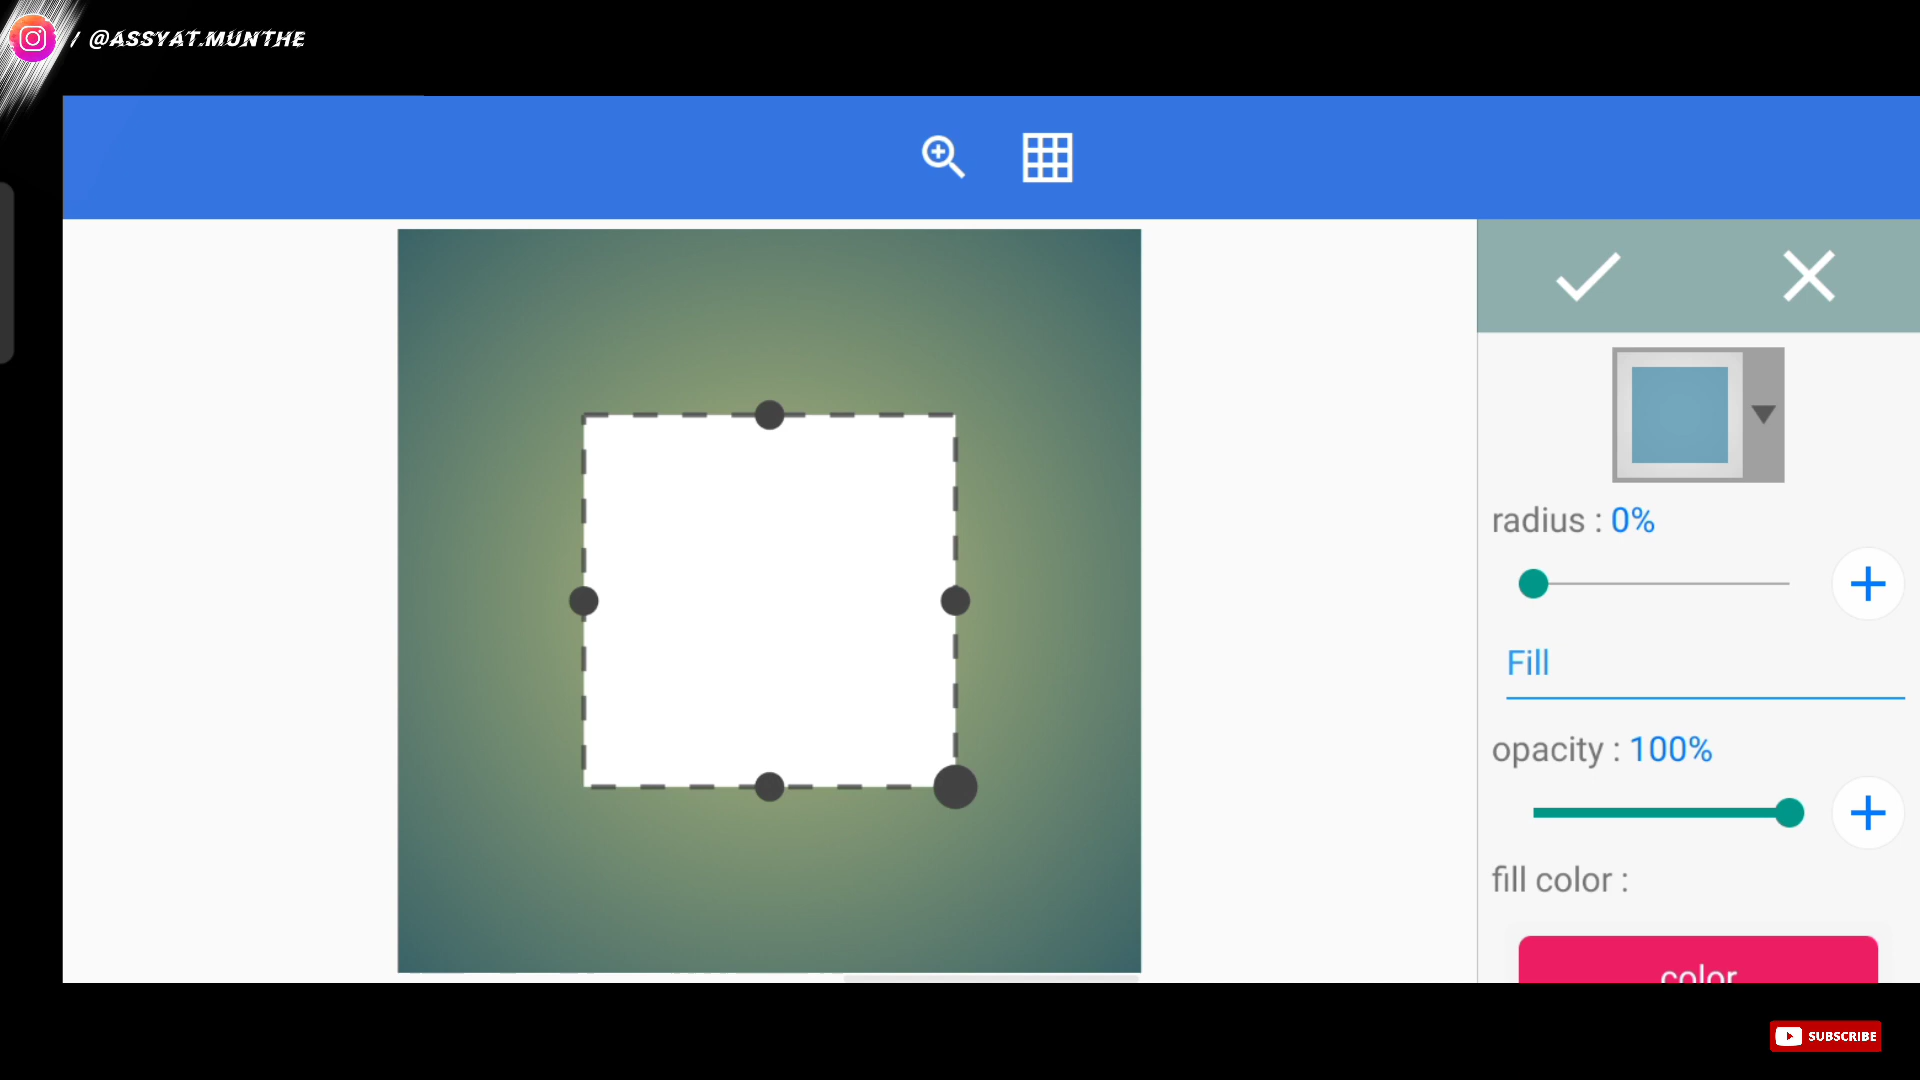 / @ASSYAT.MUNTHE
radius : 0%
Fill
opacity : 100%
fill color :
color
SUBSCRIBE